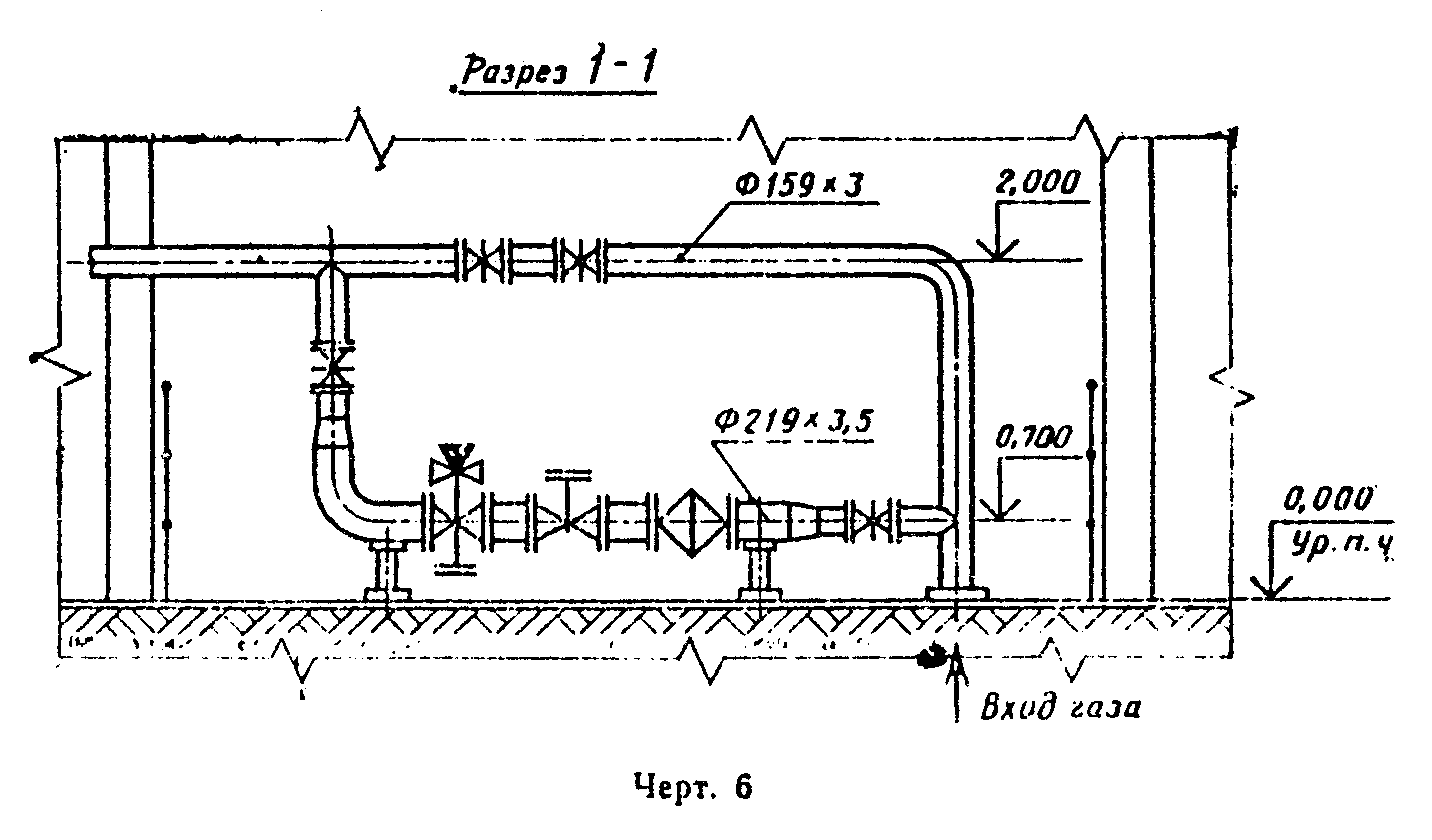 Разрез 1-1
Ф159×3
2,000
Ф219×3,5
0,700
0,000
Ур. п. ч
Вход газа
Черт. 6